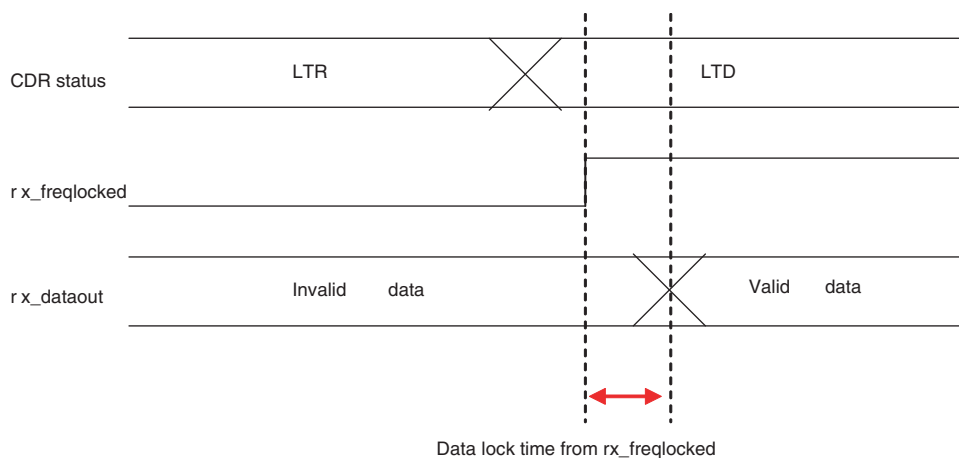 CDR status
LTR
LTD
r x_freqlocked
r x_dataout
Invalid data
Valid data
Data lock time from rx_freqlocked